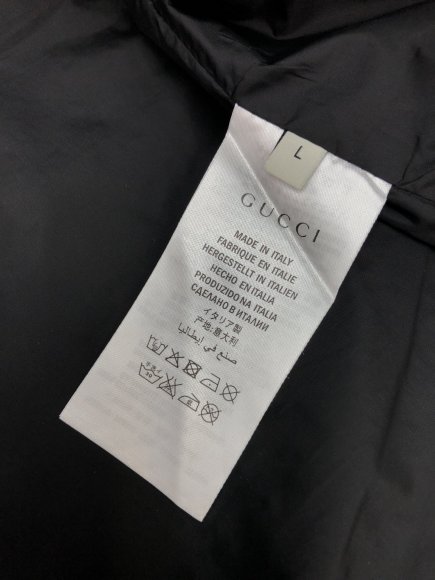 L
GUCCI
MADE IN ITALY
FABRIQUE EN ITALIE
HERGESTELLT IN ITALIEN
HECHO EN ITALIA
PRODUZIDO NA ITALIA
СДЕЛАНО В ИТАЛИИ
イタリア製
产地:意大利
صنع في إيطاليا